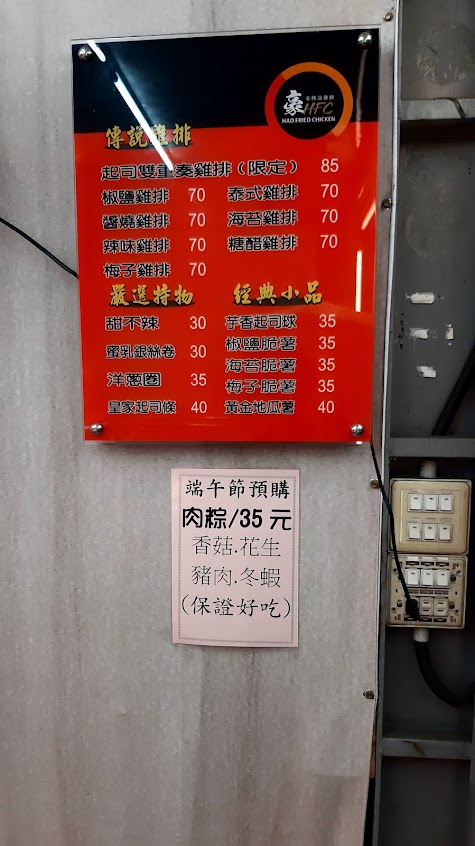 豪
HFC
HAO FRIED CHICKEN
傳說雞排
起司雙重奏雞排(限定) 85
椒鹽雞排 70 泰式雞排 70
醬燒雞排 70 海苔雞排 70
辣味雞排 70 糖醋雞排 70
梅子雞排 70
嚴選特物 經典小品
甜不辣 30 芋香起司球 35
蜜乳銀絲卷 30 椒鹽脆薯 35
海苔脆薯 35
洋蔥圈 35 梅子脆薯 35
皇家起司條 40 黃金地瓜薯 40
端午節預購
肉粽/35元
香菇.花生
豬肉.冬蝦
(保證好吃)